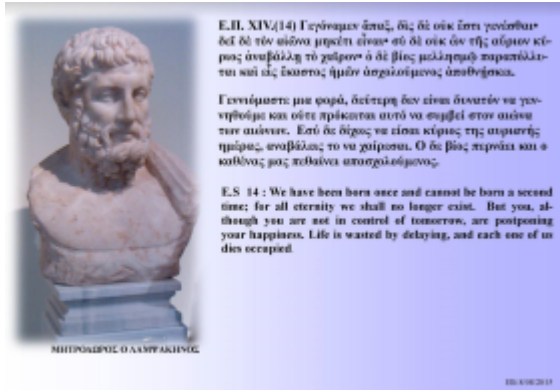 Ε.Π. XIV.(14) Γεγόναμεν ἅπαξ, δὶς δὲ οὐκ ἔστι γενέσθαι·
δεῖ δὲ τὸν αἰῶνα μηκέτι εἶναι· σὺ δὲ οὐκ ὢν τῆς αὔριον κύ-
ριος ἀναβάλλῃ τὸ χαῖρον· ὁ δὲ βίος μελλησμῷ παραπόλλυ-
ται καὶ εἷς ἕκαστος ἡμῶν ἀσχολούμενος ἀποθνῄσκει.
Γεννιόμαστε μια φορά, δεύτερη δεν είναι δυνατόν να γεν-
νηθούμε και ούτε πρόκειται αυτό να συμβεί στον αιώνα
των αιώνων. Εσύ δε δίχως να είσαι κύριος της αυριανής
ημέρας, αναβάλεις το να χαίρεσαι. Ο δε βίος περνάει και ο
καθένας μας πεθαίνει απασχολούμενος.
E.S 14 : We have been born once and cannot be born a second
time; for all eternity we shall no longer exist. But you, al-
though you are not in control of tomorrow, are postponing
your happiness. Life is wasted by delaying, and each one of us
dies occupied.
ΜΗΤΡΟΔΩΡΟΣ Ο ΛΑΜΨΑΚΗΝΟΣ